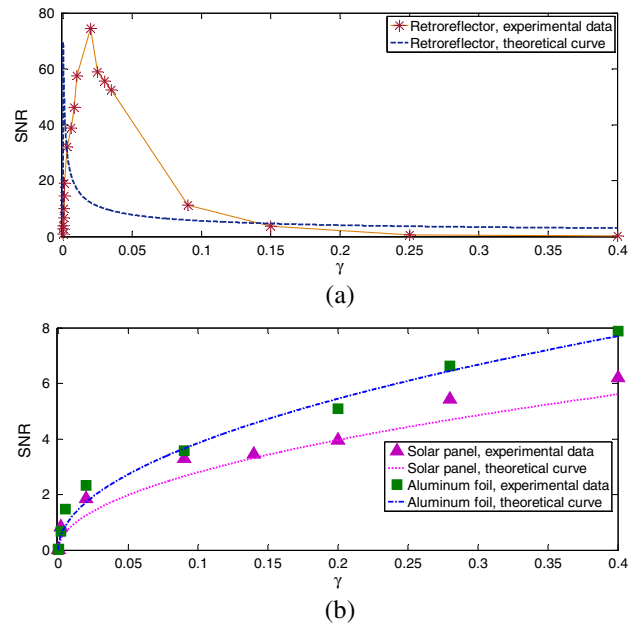 80
60
40
20
0
SNR
Retroreflector, experimental data
Retroreflector, theoretical curve
0 0.05 0.1 0.15 0.2 0.25 0.3 0.35 0.4
γ
(a)
8
6
4
2
0
SNR
Solar panel, experimental data
Solar panel, theoretical curve
Aluminum foil, experimental data
Aluminum foil, theoretical curve
0 0.05 0.1 0.15 0.2 0.25 0.3 0.35 0.4
γ
(b)